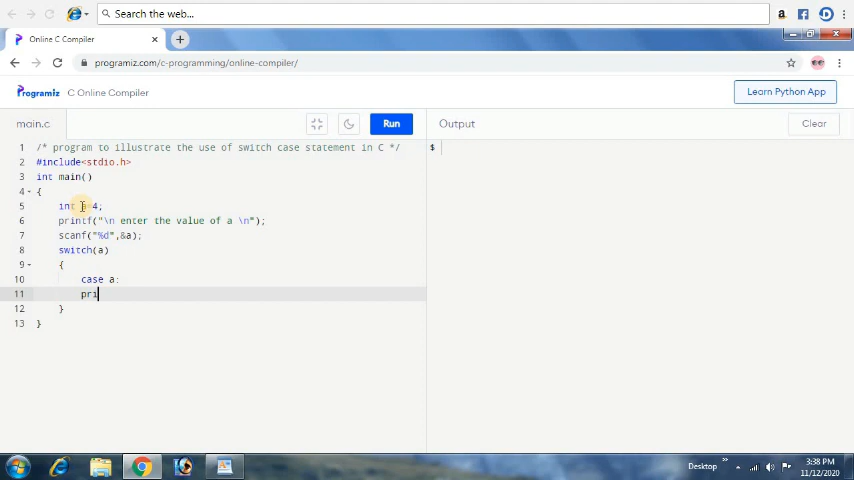 Search the web...
a
Online C Compiler
programiz.com/c-programming/online-compiler/
Programiz C Online Compiler
Learn Python App
main.c
Run
Output
Clear
1 /* program to illustrate the use of switch case statement in C */
2 #include<stdio.h>
3 int main()
4 {
5 int a=4;
6 printf("\n enter the value of a \n");
7 scanf("%d",&a);
8 switch(a)
9 {
10 case a:
11 pri
12 }
13 }
$
Desktop
3:38 PM
11/12/2020